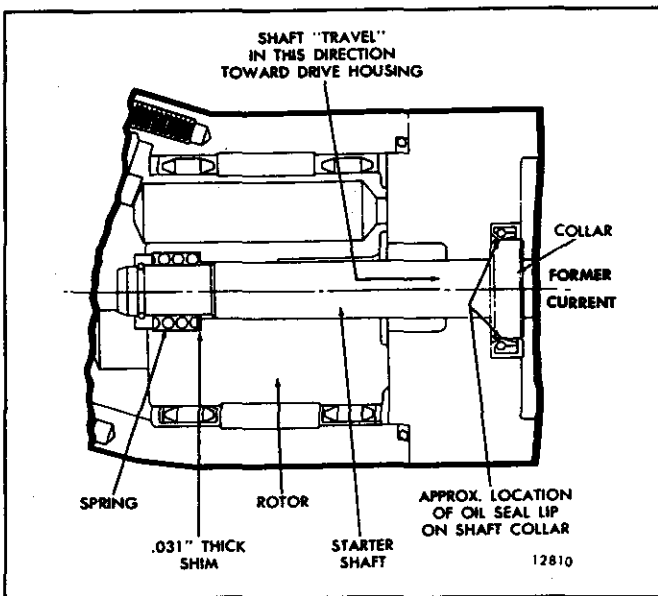 SHAFT "TRAVEL"
IN THIS DIRECTION
TOWARD DRIVE HOUSING
COLLAR
FORMER
CURRENT
SPRING
ROTOR
APPROX. LOCATION
OF OIL SEAL LIP
ON SHAFT COLLAR
.031" THICK
SHIM
STARTER
SHAFT
12810